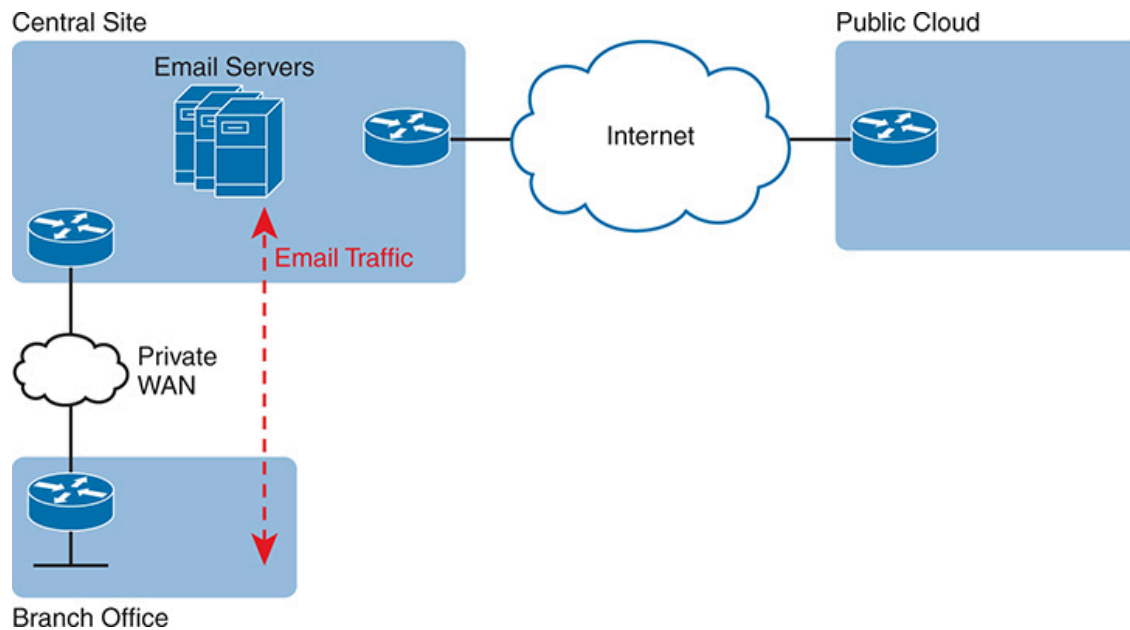 Central Site
Public Cloud
Email Servers
Internet
Email Traffic
Private
WAN
Branch Office